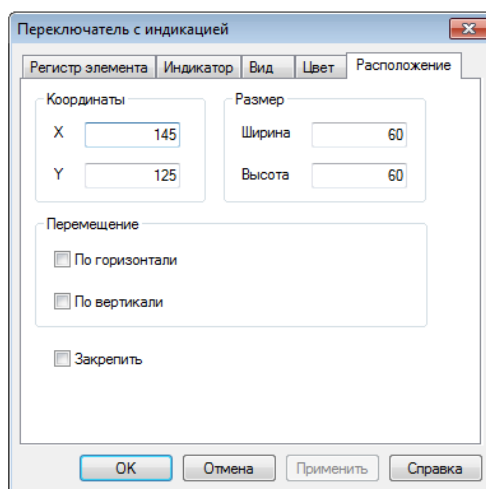 Переключатель с индикацией
Регистр элемента Индикатор Вид Цвет Расположение
Координаты Размер
X 145 Ширина 60
Y 125 Высота 60
Перемещение
По горизонтали
По вертикали
Закрепить
OK Отмена Применить Справка